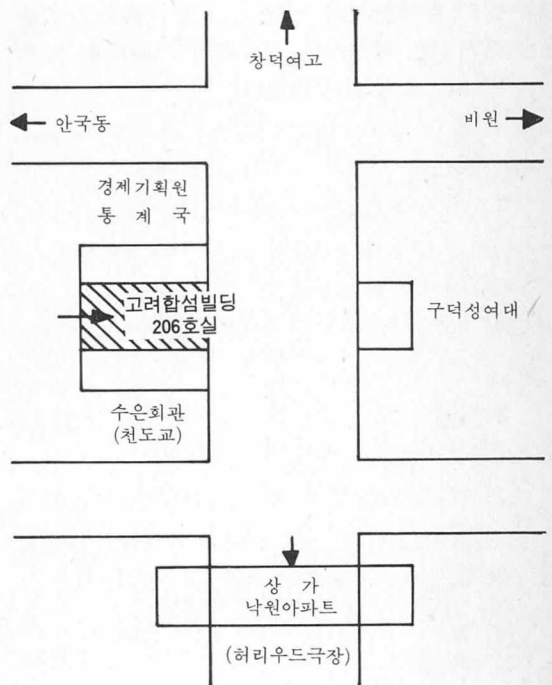 창덕여고
안국동
비원
경제기획원
통 계 국
고려합섬빌딩
206호실
구덕성여대
수은회관
(천도교)
상 가
낙원아파트
(허리우드극장)